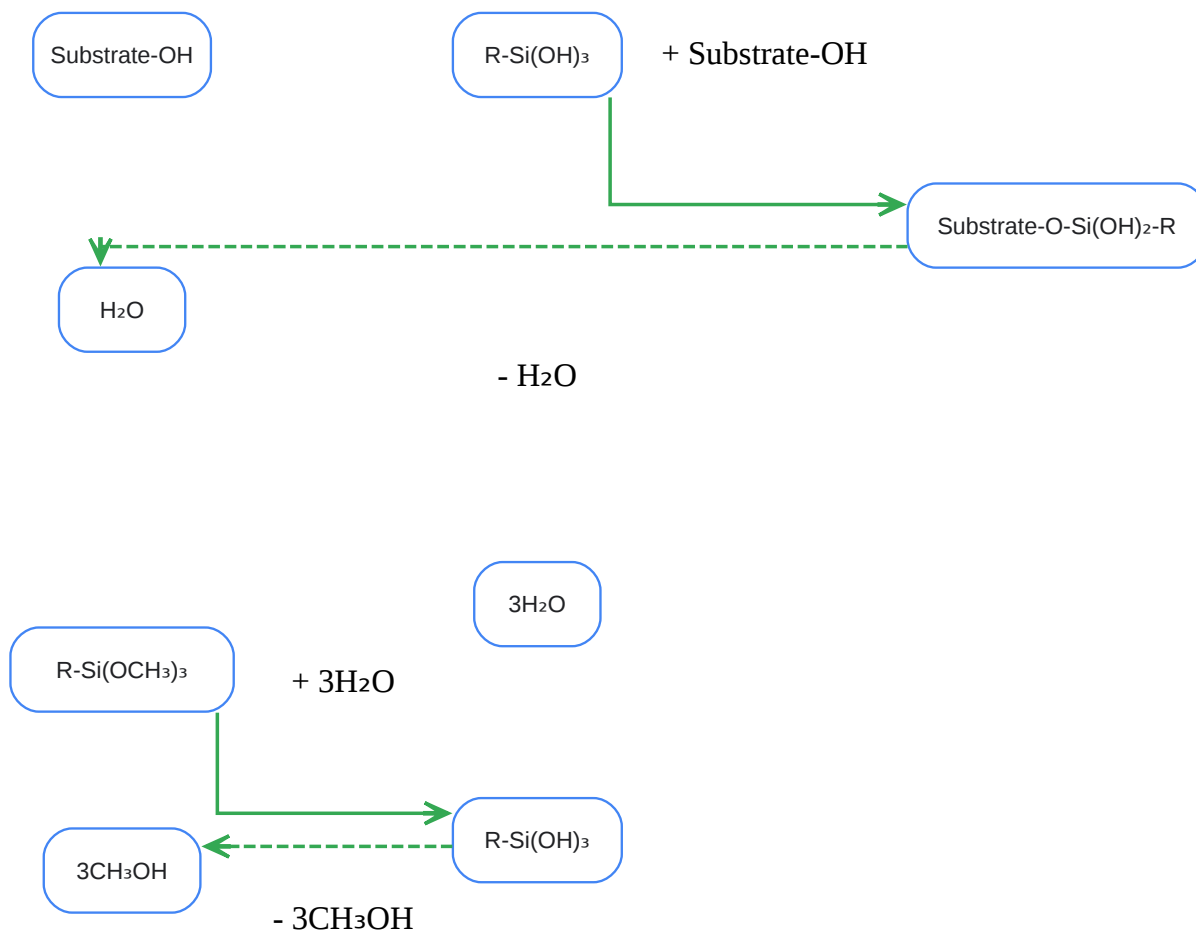 Substrate-OH
R-Si(OH)₃
+ Substrate-OH
Substrate-O-Si(OH)₂-R
H₂O
- H₂O
3H₂O
R-Si(OCH₃)₃
+ 3H₂O
R-Si(OH)₃
3CH₃OH
- 3CH₃OH